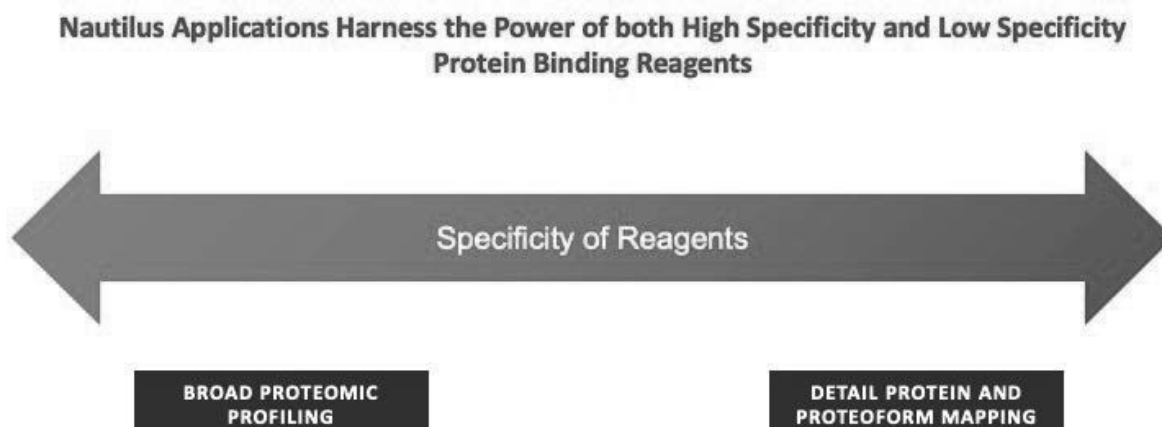 Nautilus Applications Harness the Power of both High Specificity and Low Specificity
Protein Binding Reagents
Specificity of Reagents
BROAD PROTEOMIC
PROFILING
DETAIL PROTEIN AND
PROTEOFORM MAPPING